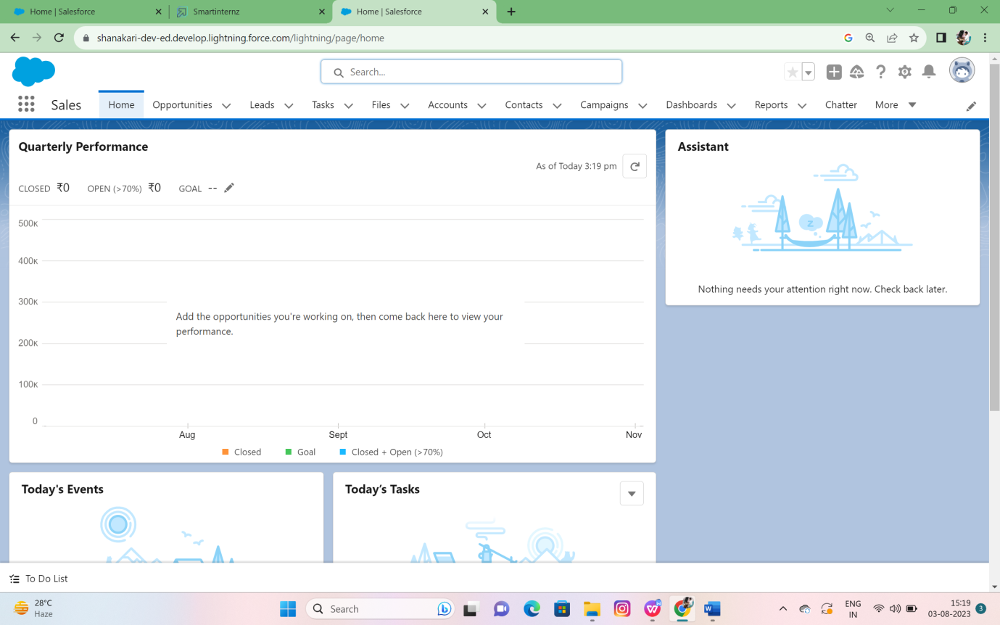 Home | Salesforce
Smartinternz
Home | Salesforce
shanakari-dev-ed.develop.lightning.force.com/lightning/page/home
Search...
Sales
Home
Opportunities
Leads
Tasks
Files
Accounts
Contacts
Campaigns
Dashboards
Reports
Chatter
More
Quarterly Performance
As of Today 3:19 pm
CLOSED ₹0 OPEN (>70%) ₹0 GOAL --
500K
400K
300K
200K
100K
0
Add the opportunities you're working on, then come back here to view your
performance.
Aug Sept Oct Nov
Closed Goal Closed + Open (>70%)
Assistant
Z
Nothing needs your attention right now. Check back later.
Today's Events
Today’s Tasks
To Do List
28°C
Haze
Search
ENG
IN
15:19
03-08-2023
3